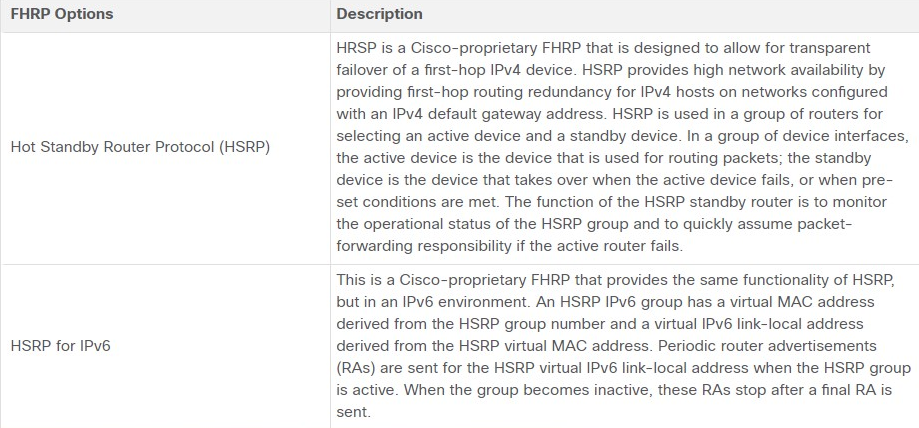 FHRP Options
Description
Hot Standby Router Protocol (HSRP)
HRSP is a Cisco-proprietary FHRP that is designed to allow for transparent
failover of a first-hop IPv4 device. HSRP provides high network availability by
providing first-hop routing redundancy for IPv4 hosts on networks configured
with an IPv4 default gateway address. HSRP is used in a group of routers for
selecting an active device and a standby device. In a group of device interfaces,
the active device is the device that is used for routing packets; the standby
device is the device that takes over when the active device fails, or when pre-
set conditions are met. The function of the HSRP standby router is to monitor
the operational status of the HSRP group and to quickly assume packet-
forwarding responsibility if the active router fails.
HSRP for IPv6
This is a Cisco-proprietary FHRP that provides the same functionality of HSRP,
but in an IPv6 environment. An HSRP IPv6 group has a virtual MAC address
derived from the HSRP group number and a virtual IPv6 link-local address
derived from the HSRP virtual MAC address. Periodic router advertisements
(RAs) are sent for the HSRP virtual IPv6 link-local address when the HSRP group
is active. When the group becomes inactive, these RAs stop after a final RA is
sent.